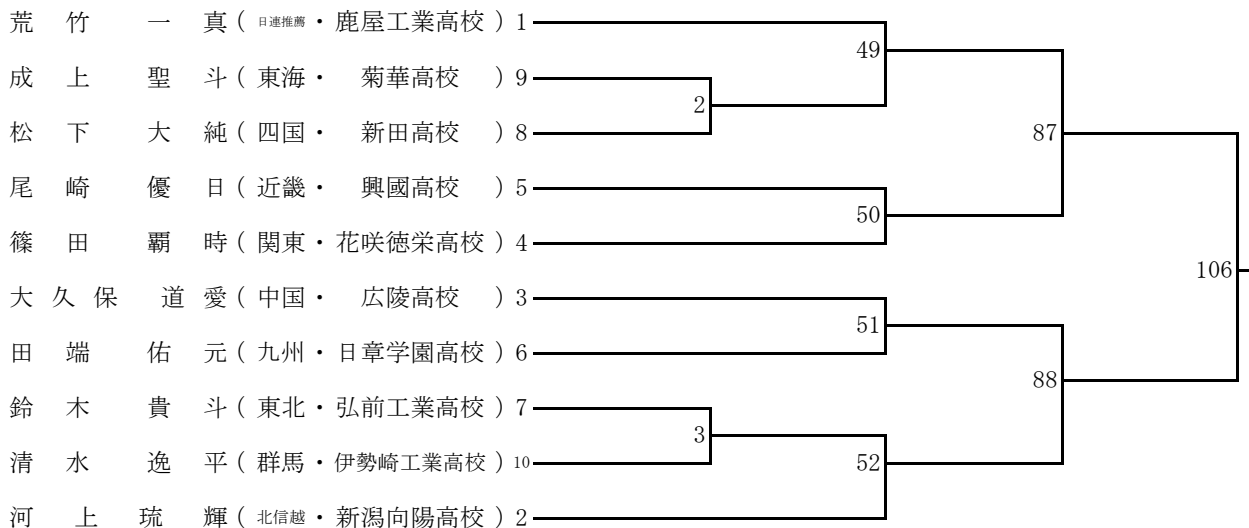 荒竹一真(日連推薦・鹿屋工業高校)1
49
成上聖斗(東海・菊華高校)9
2
松下大純(四国・新田高校)8
87
尾崎優日(近畿・興國高校)5
50
篠田覇時(関東・花咲徳栄高校)4
106
大久保道愛(中国・広陵高校)3
51
田端佑元(九州・日章学園高校)6
88
鈴木貴斗(東北・弘前工業高校)7
3
清水逸平(群馬・伊勢崎工業高校)10
52
河上琉輝(北信越・新潟向陽高校)2